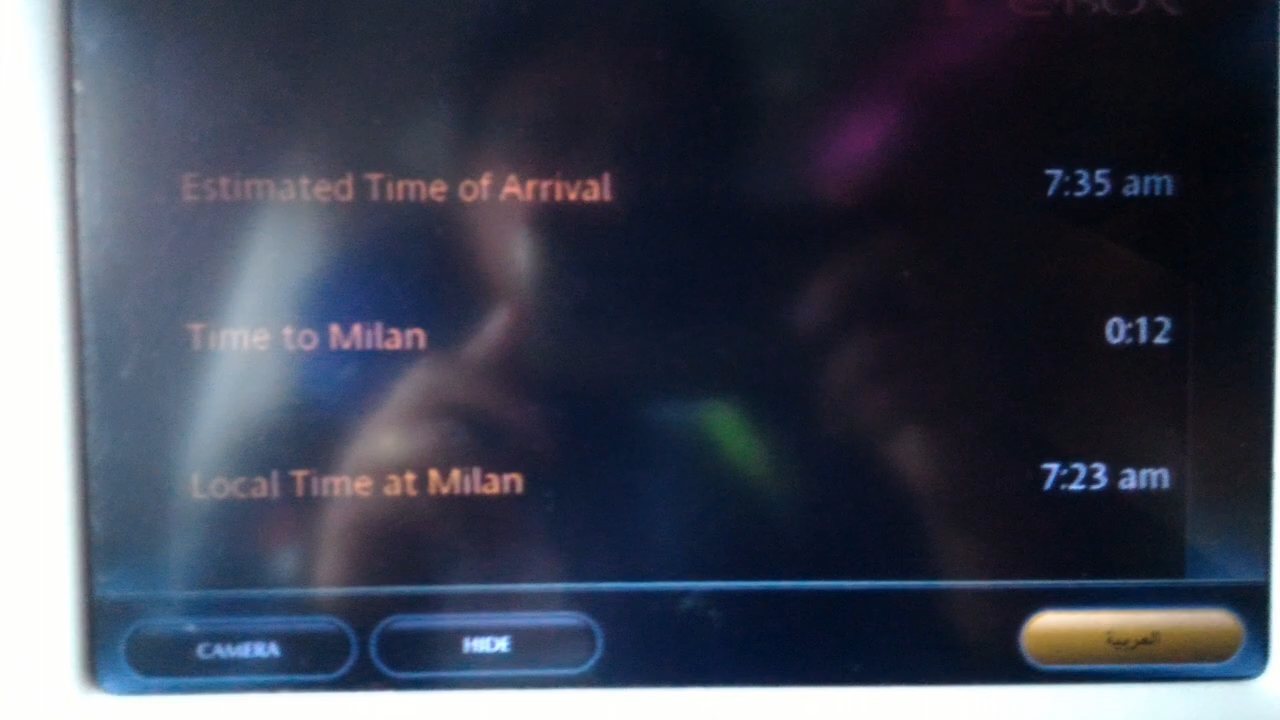 Estimated Time of Arrival 7:35 am
Time to Milan 0:12
Local Time at Milan 7:23 am
CAMERA HIDE العربية